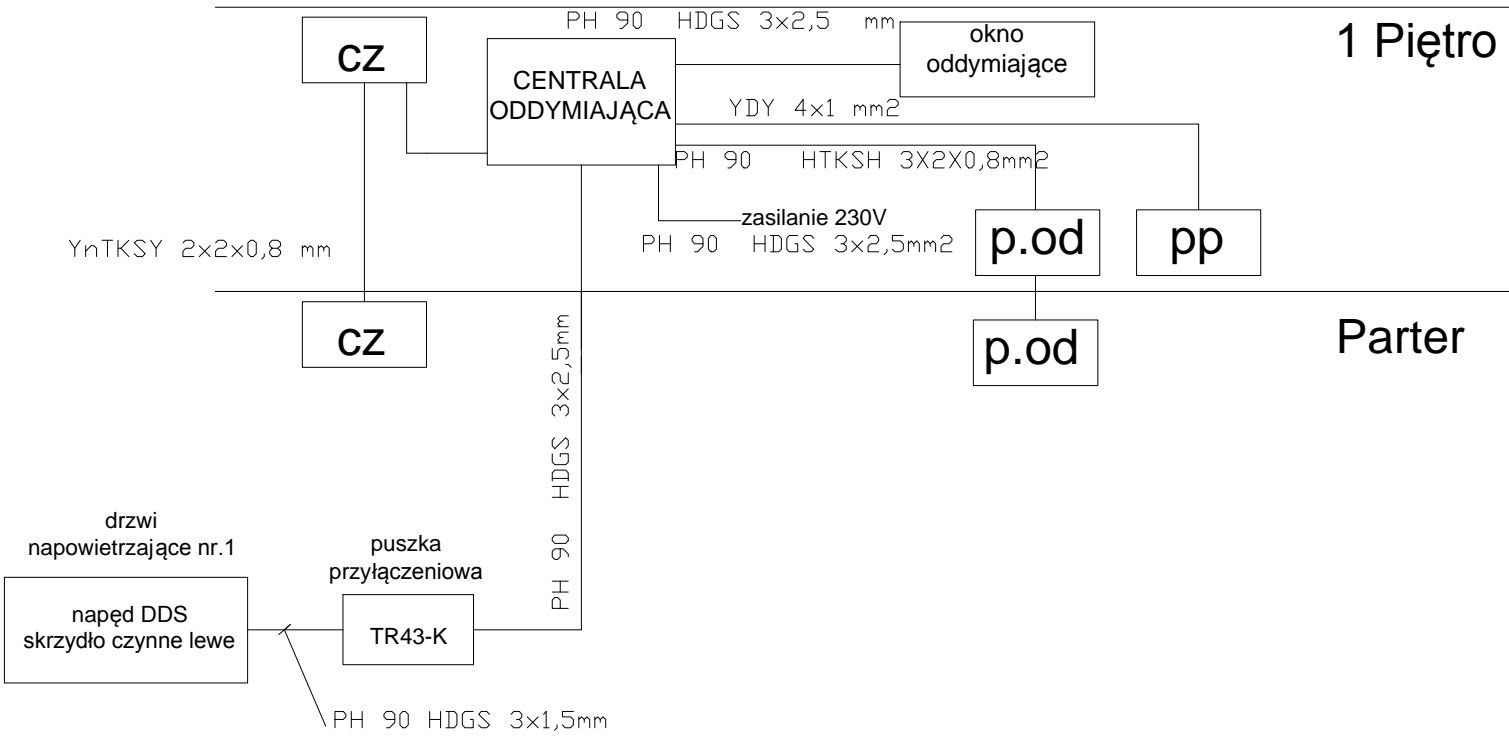 PH 90 HDGS 3x2,5 mm
1 Piętro
cz
CENTRALA
ODDYMIAJĄCA
okno
oddymiające
YDY 4x1 mm2
PH 90 HTKSH 3X2X0,8mm2
zasilanie 230V
PH 90 HDGS 3x2,5mm2
p.od
pp
YnTKSY 2x2x0,8 mm
cz
p.od
Parter
PH 90 HDGS 3x2,5mm
drzwi
napowietrzające nr.1
napęd DDS
skrzydło czynne lewe
puszka
przyłączeniowa
TR43-K
PH 90 HDGS 3x1,5mm